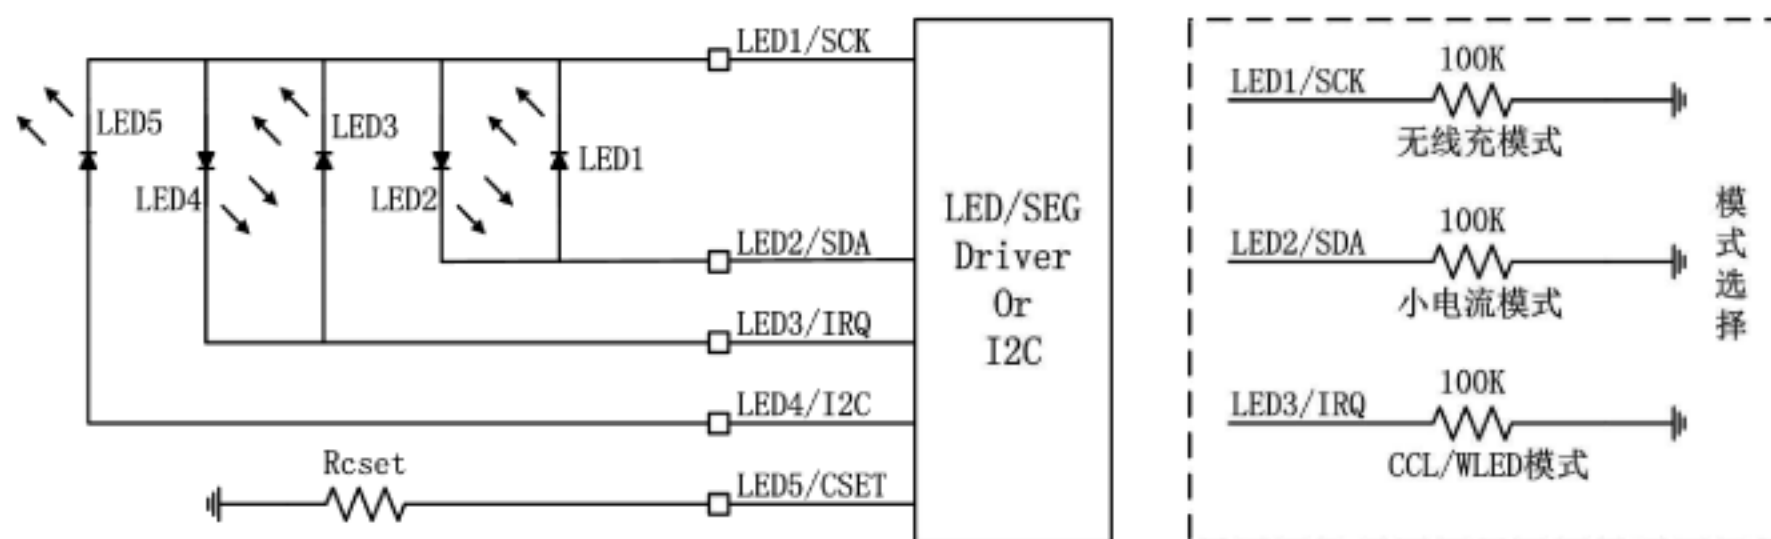 LED1/SCK
LED5
LED3
LED1
LED4
LED2
LED2/SDA
LED3/IRQ
LED4/I2C
Rcset
LED5/CSET
LED/SEG
Driver
Or
I2C
LED1/SCK
100K
无线充模式
LED2/SDA
100K
小电流模式
LED3/IRQ
100K
CCL/WLED模式
模式选择